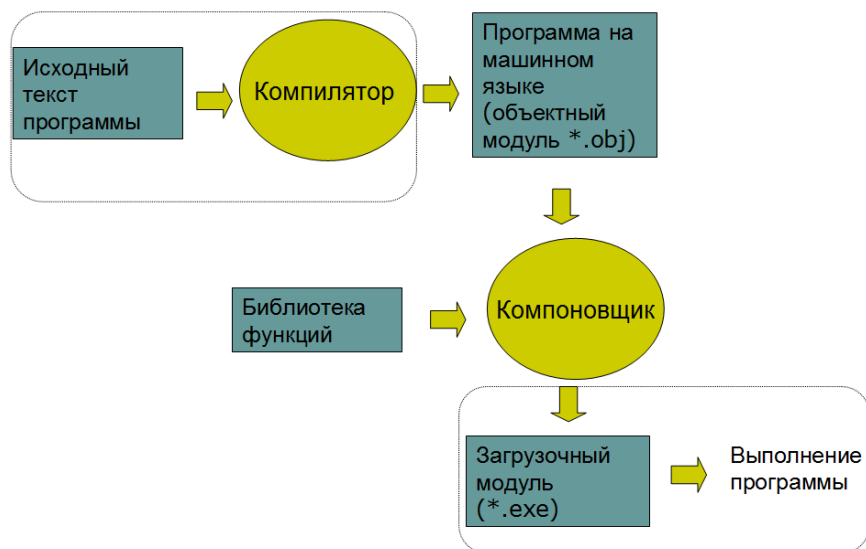 Исходный
текст
программы
Компилятор
Программа на
машинном
языке
(объектный
модуль *.obj)
Библиотека
функций
Компоновщик
Загрузочный
модуль
(*.exe)
Выполнение
программы